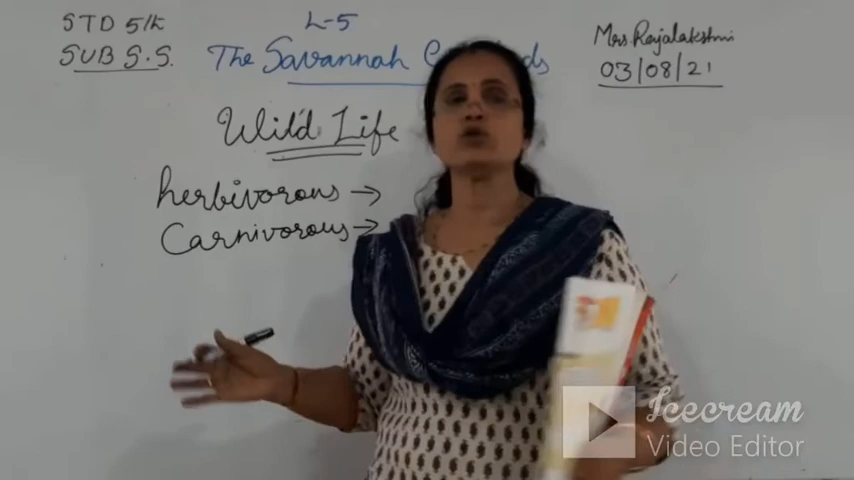 STD 5/K
SUB S.S.
L-5
The Savannah
Mrs Rajalakshmi
03/08/21
Wild Life
herbivorous →
Carnivorous →
Icecream
Video Editor